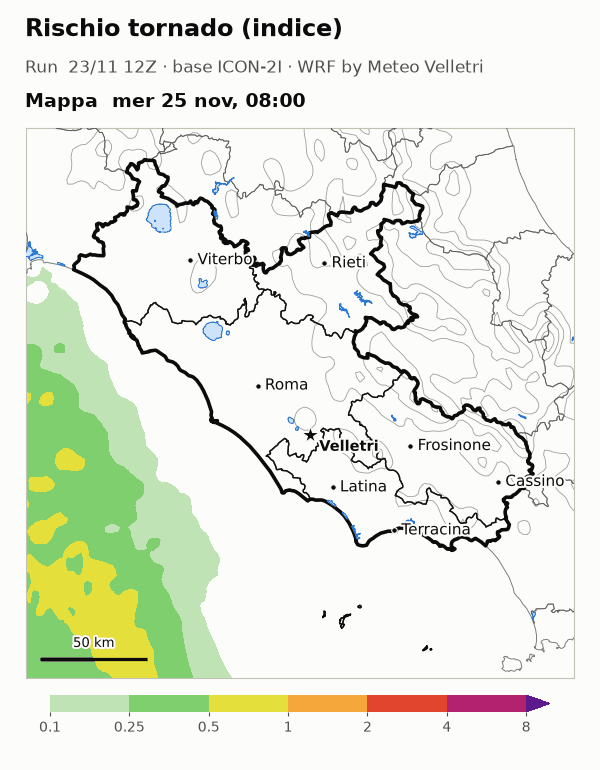 Rischio tornado (indice)
Run  23/11 12Z · base ICON-2I · WRF by Meteo Velletri
Mappa  mer 25 nov, 08:00
Viterbo
Rieti
Roma
Velletri
Frosinone
Latina
Cassino
Terracina
50 km
0.1 0.25 0.5 1 2 4 8